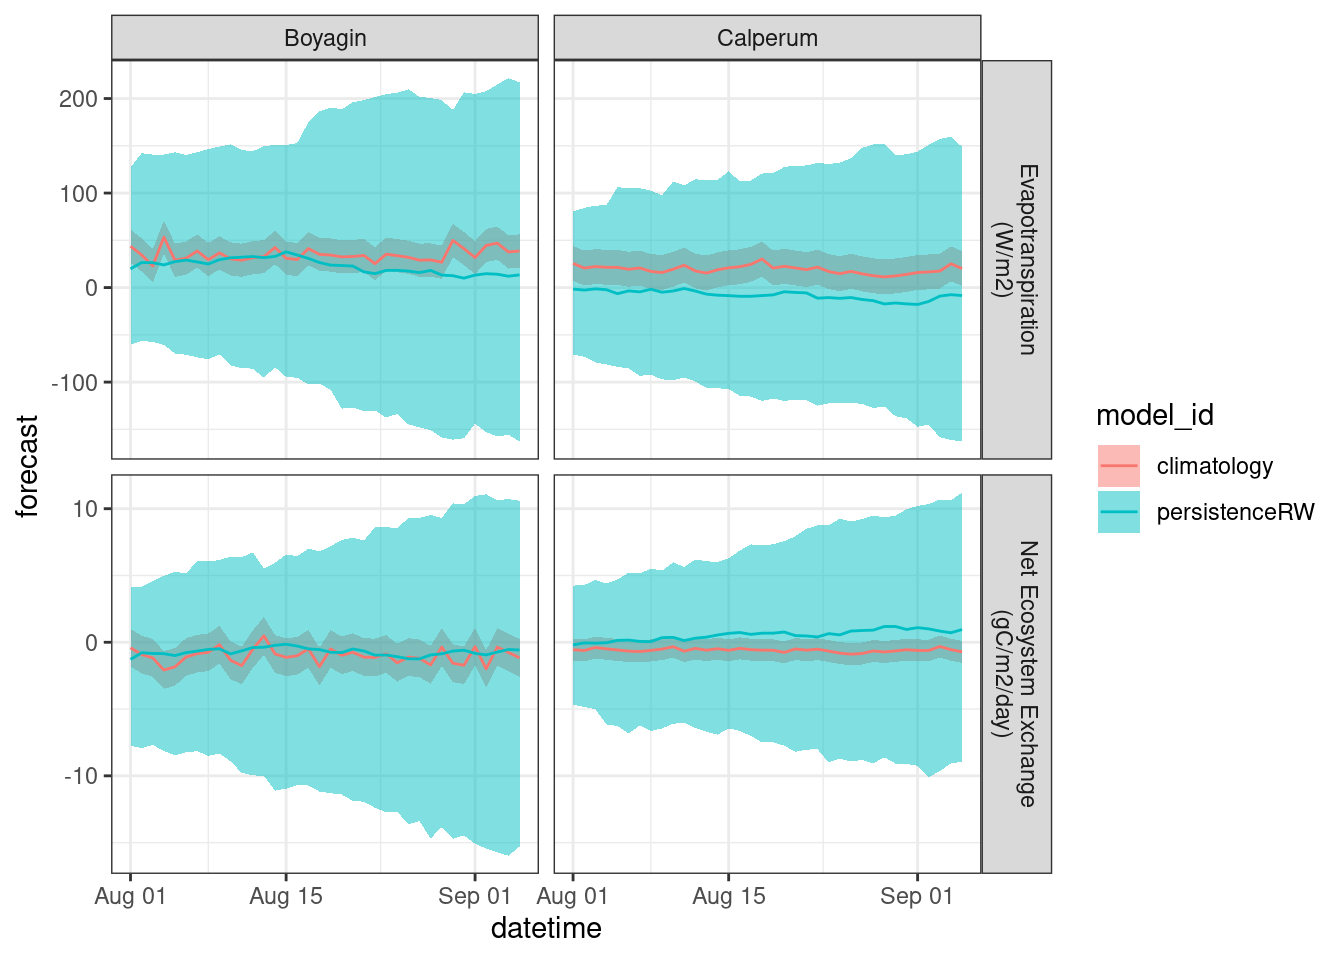 Boyagin
Calperum
200
100
0
-100
Evapotranspiration
(W/m2)
10
0
-10
Net Ecosystem Exchange
(gC/m2/day)
forecast
Aug 01
Aug 15
Sep 01
Aug 01
Aug 15
Sep 01
datetime
model_id
climatology
persistenceRW